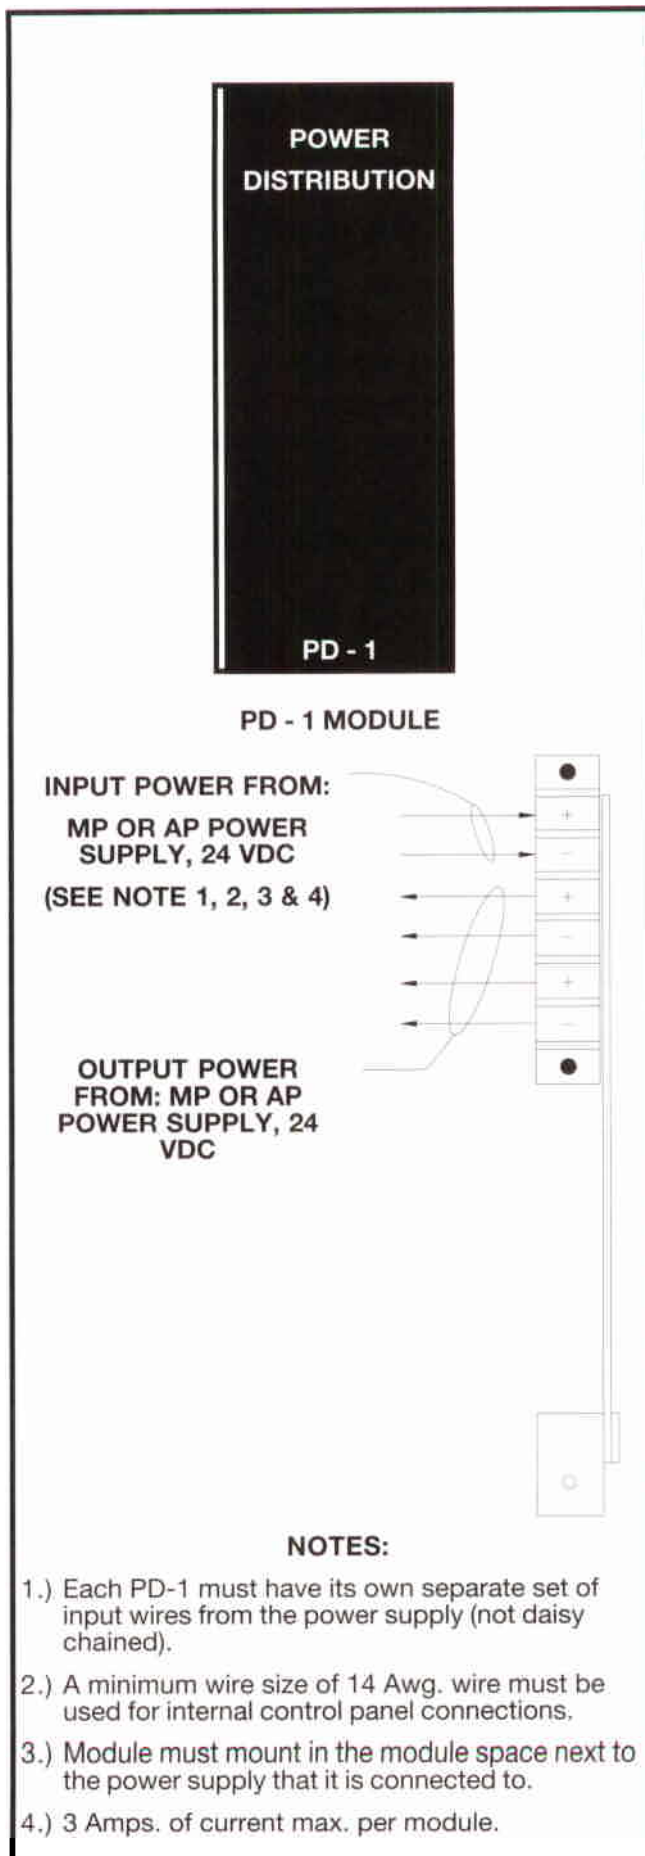 POWER
DISTRIBUTION
PD - 1
PD - 1 MODULE
INPUT POWER FROM:
MP OR AP POWER
SUPPLY, 24 VDC
(SEE NOTE 1, 2, 3 & 4)
+
-
+
-
+
-
OUTPUT POWER
FROM: MP OR AP
POWER SUPPLY, 24
VDC
NOTES:
1.) Each PD-1 must have its own separate set of
input wires from the power supply (not daisy
chained).
2.) A minimum wire size of 14 Awg. wire must be
used for internal control panel connections.
3.) Module must mount in the module space next to
the power supply that it is connected to.
4.) 3 Amps. of current max. per module.